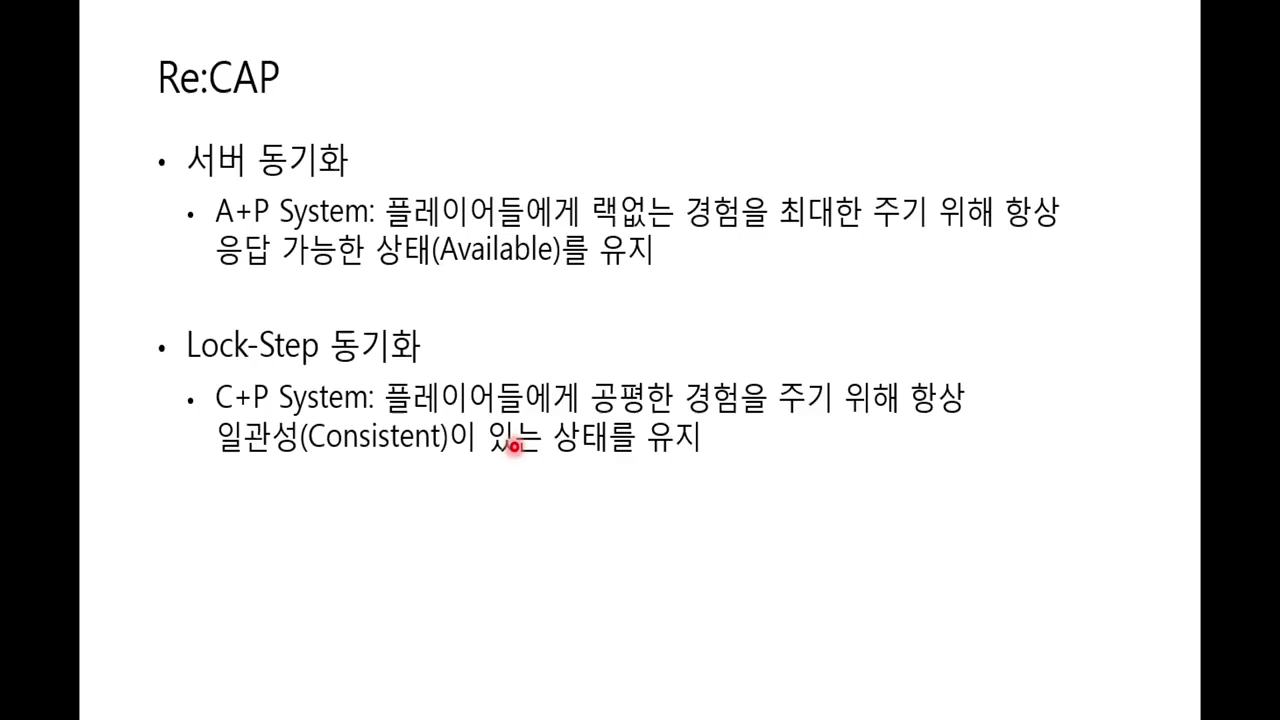 Re:CAP
• 서버 동기화
• A+P System: 플레이어들에게 랙없는 경험을 최대한 주기 위해 항상
응답 가능한 상태(Available)를 유지
• Lock-Step 동기화
• C+P System: 플레이어들에게 공평한 경험을 주기 위해 항상
일관성(Consistent)이 있는 상태를 유지